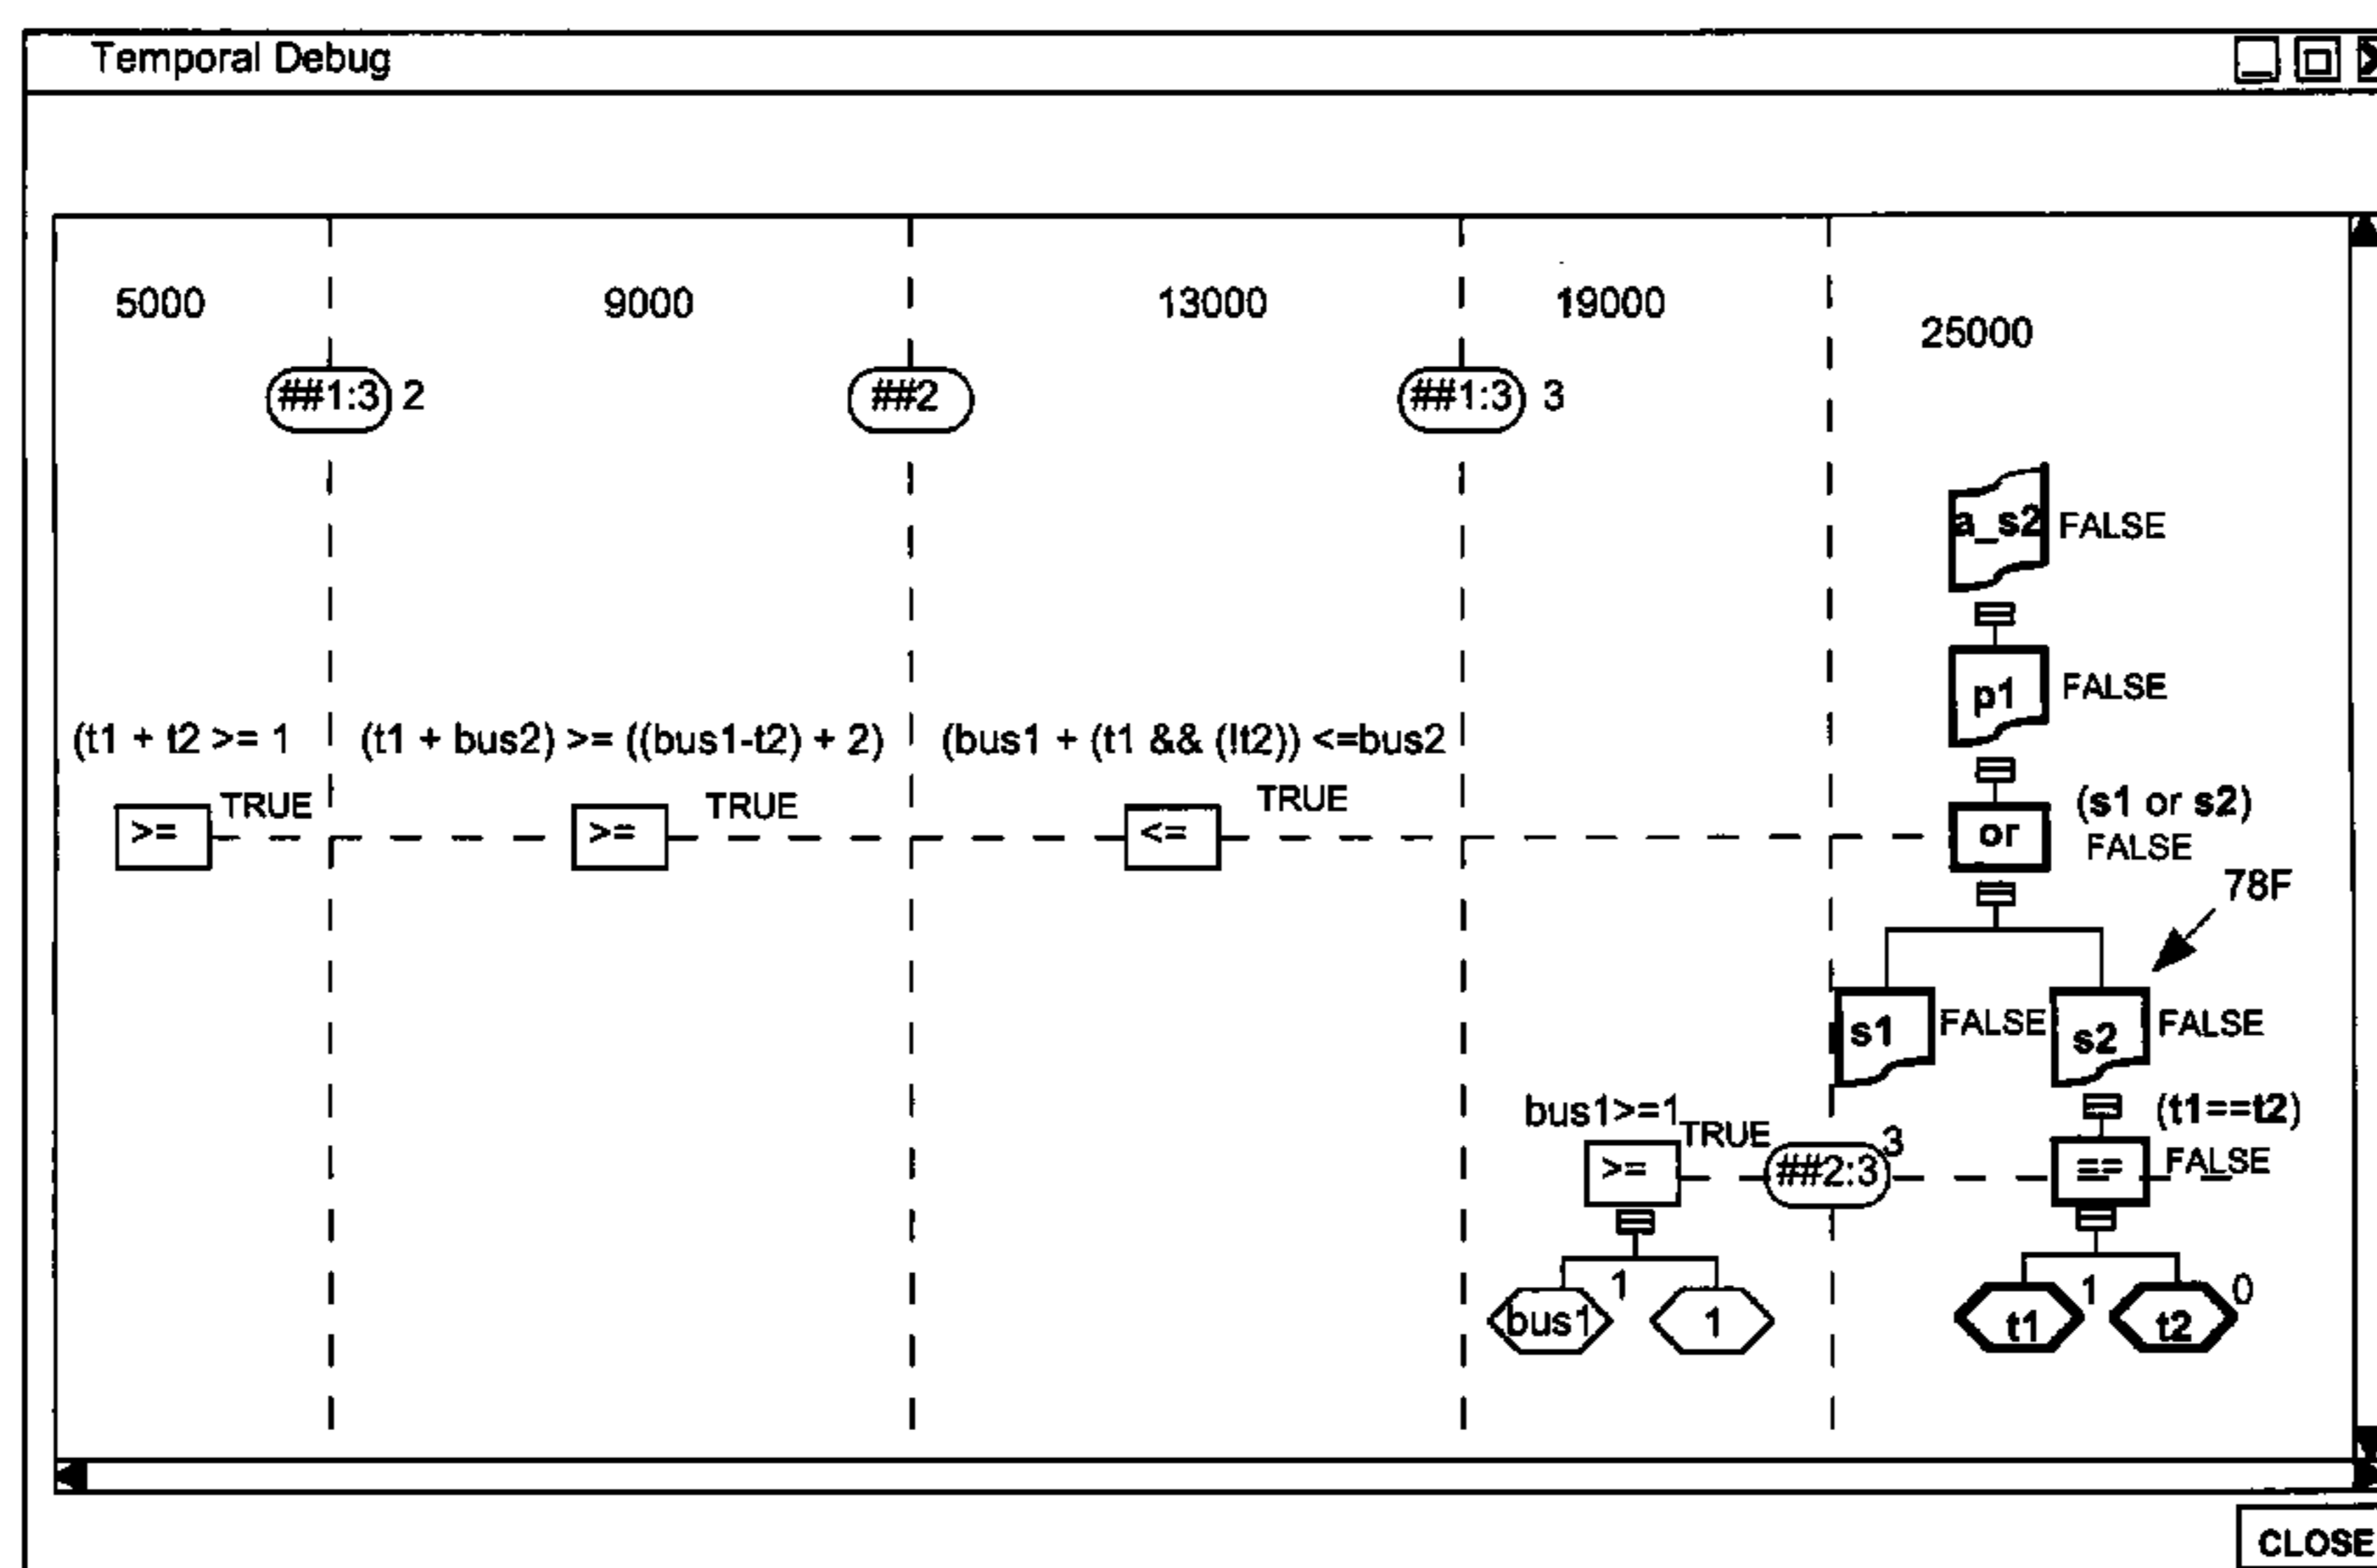 Temporal Debug
5000
9000
13000
19000
25000
##1:3 2
##2
##1:3 3
a_s2 FALSE
p1 FALSE
(t1 + t2 >= 1
(t1 + bus2) >= ((bus1-t2) + 2)
(bus1 + (t1 && (!t2)) <=bus2
>= TRUE
>= TRUE
<= TRUE
or
(s1 or s2)
FALSE
78F
s1 FALSE
s2 FALSE
bus1>=1
TRUE
>=
##2:3 3
(t1==t2)
==
FALSE
bus1 1
1
t1 1
t2 0
CLOSE